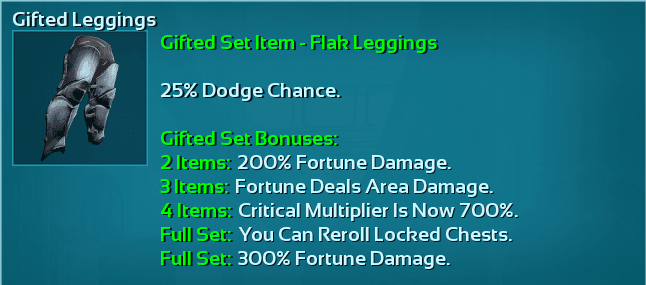 Gifted Leggings
Gifted Set Item - Flak Leggings
25% Dodge Chance.
Gifted Set Bonuses:
2 Items: 200% Fortune Damage.
3 Items: Fortune Deals Area Damage.
4 Items: Critical Multiplier Is Now 700%.
Full Set: You Can Reroll Locked Chests.
Full Set: 300% Fortune Damage.